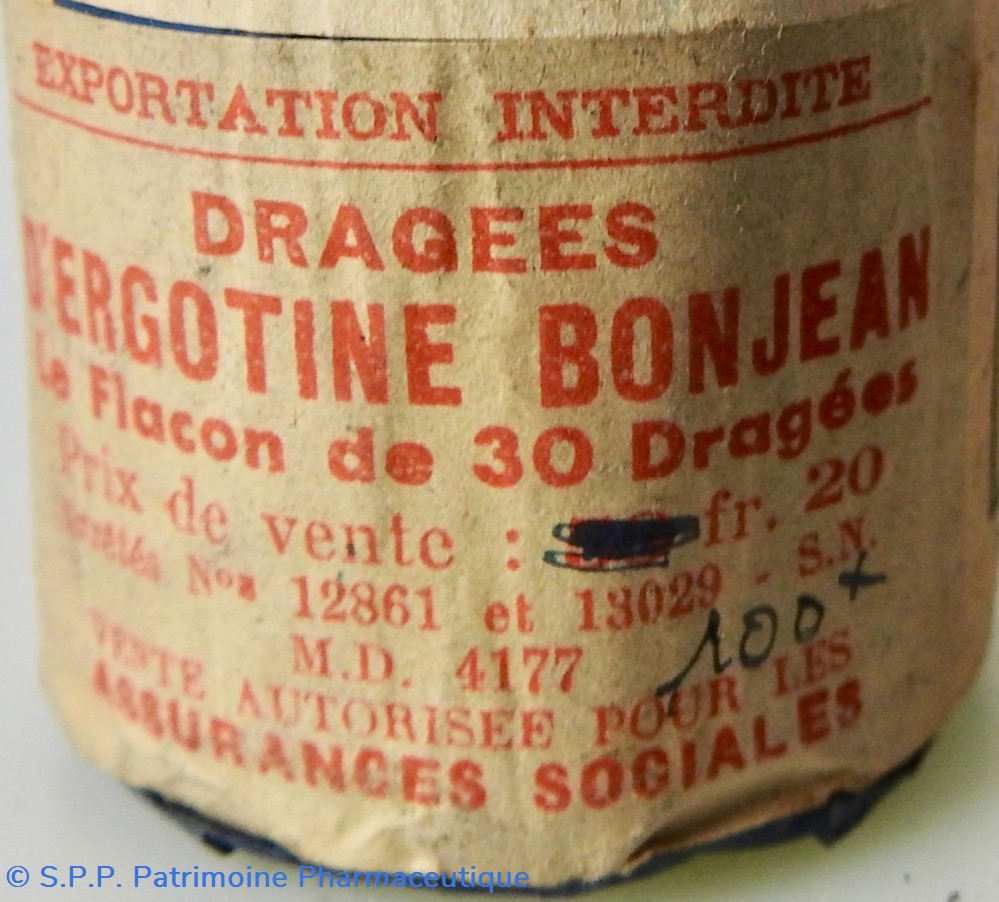 EXPORTATION INTERDITE
DRAGEES
D'ERGOTINE BONJEAN
Le Flacon de 30 Dragées
Prix de vente : fr. 20
Arrêtés Nos 12861 et 13029 - S.N.
M.D. 4177
100
VENTE AUTORISEE POUR LES
ASSURANCES SOCIALES
© S.P.P. Patrimoine Pharmaceutique